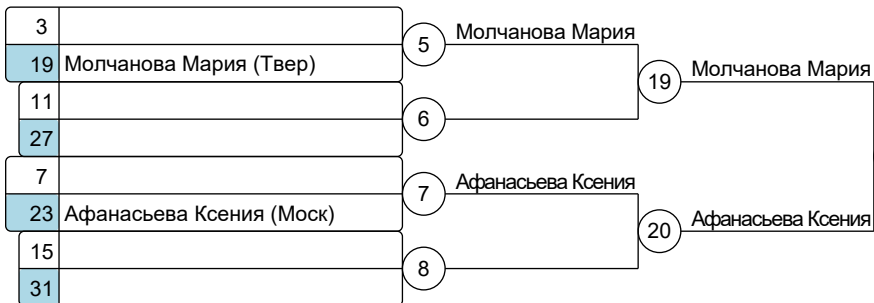 3
5 Молчанова Мария
19 Молчанова Мария (Твер)
19 Молчанова Мария
11
6
27
7
7 Афанасьева Ксения
23 Афанасьева Ксения (Моск)
20 Афанасьева Ксения
15
8
31